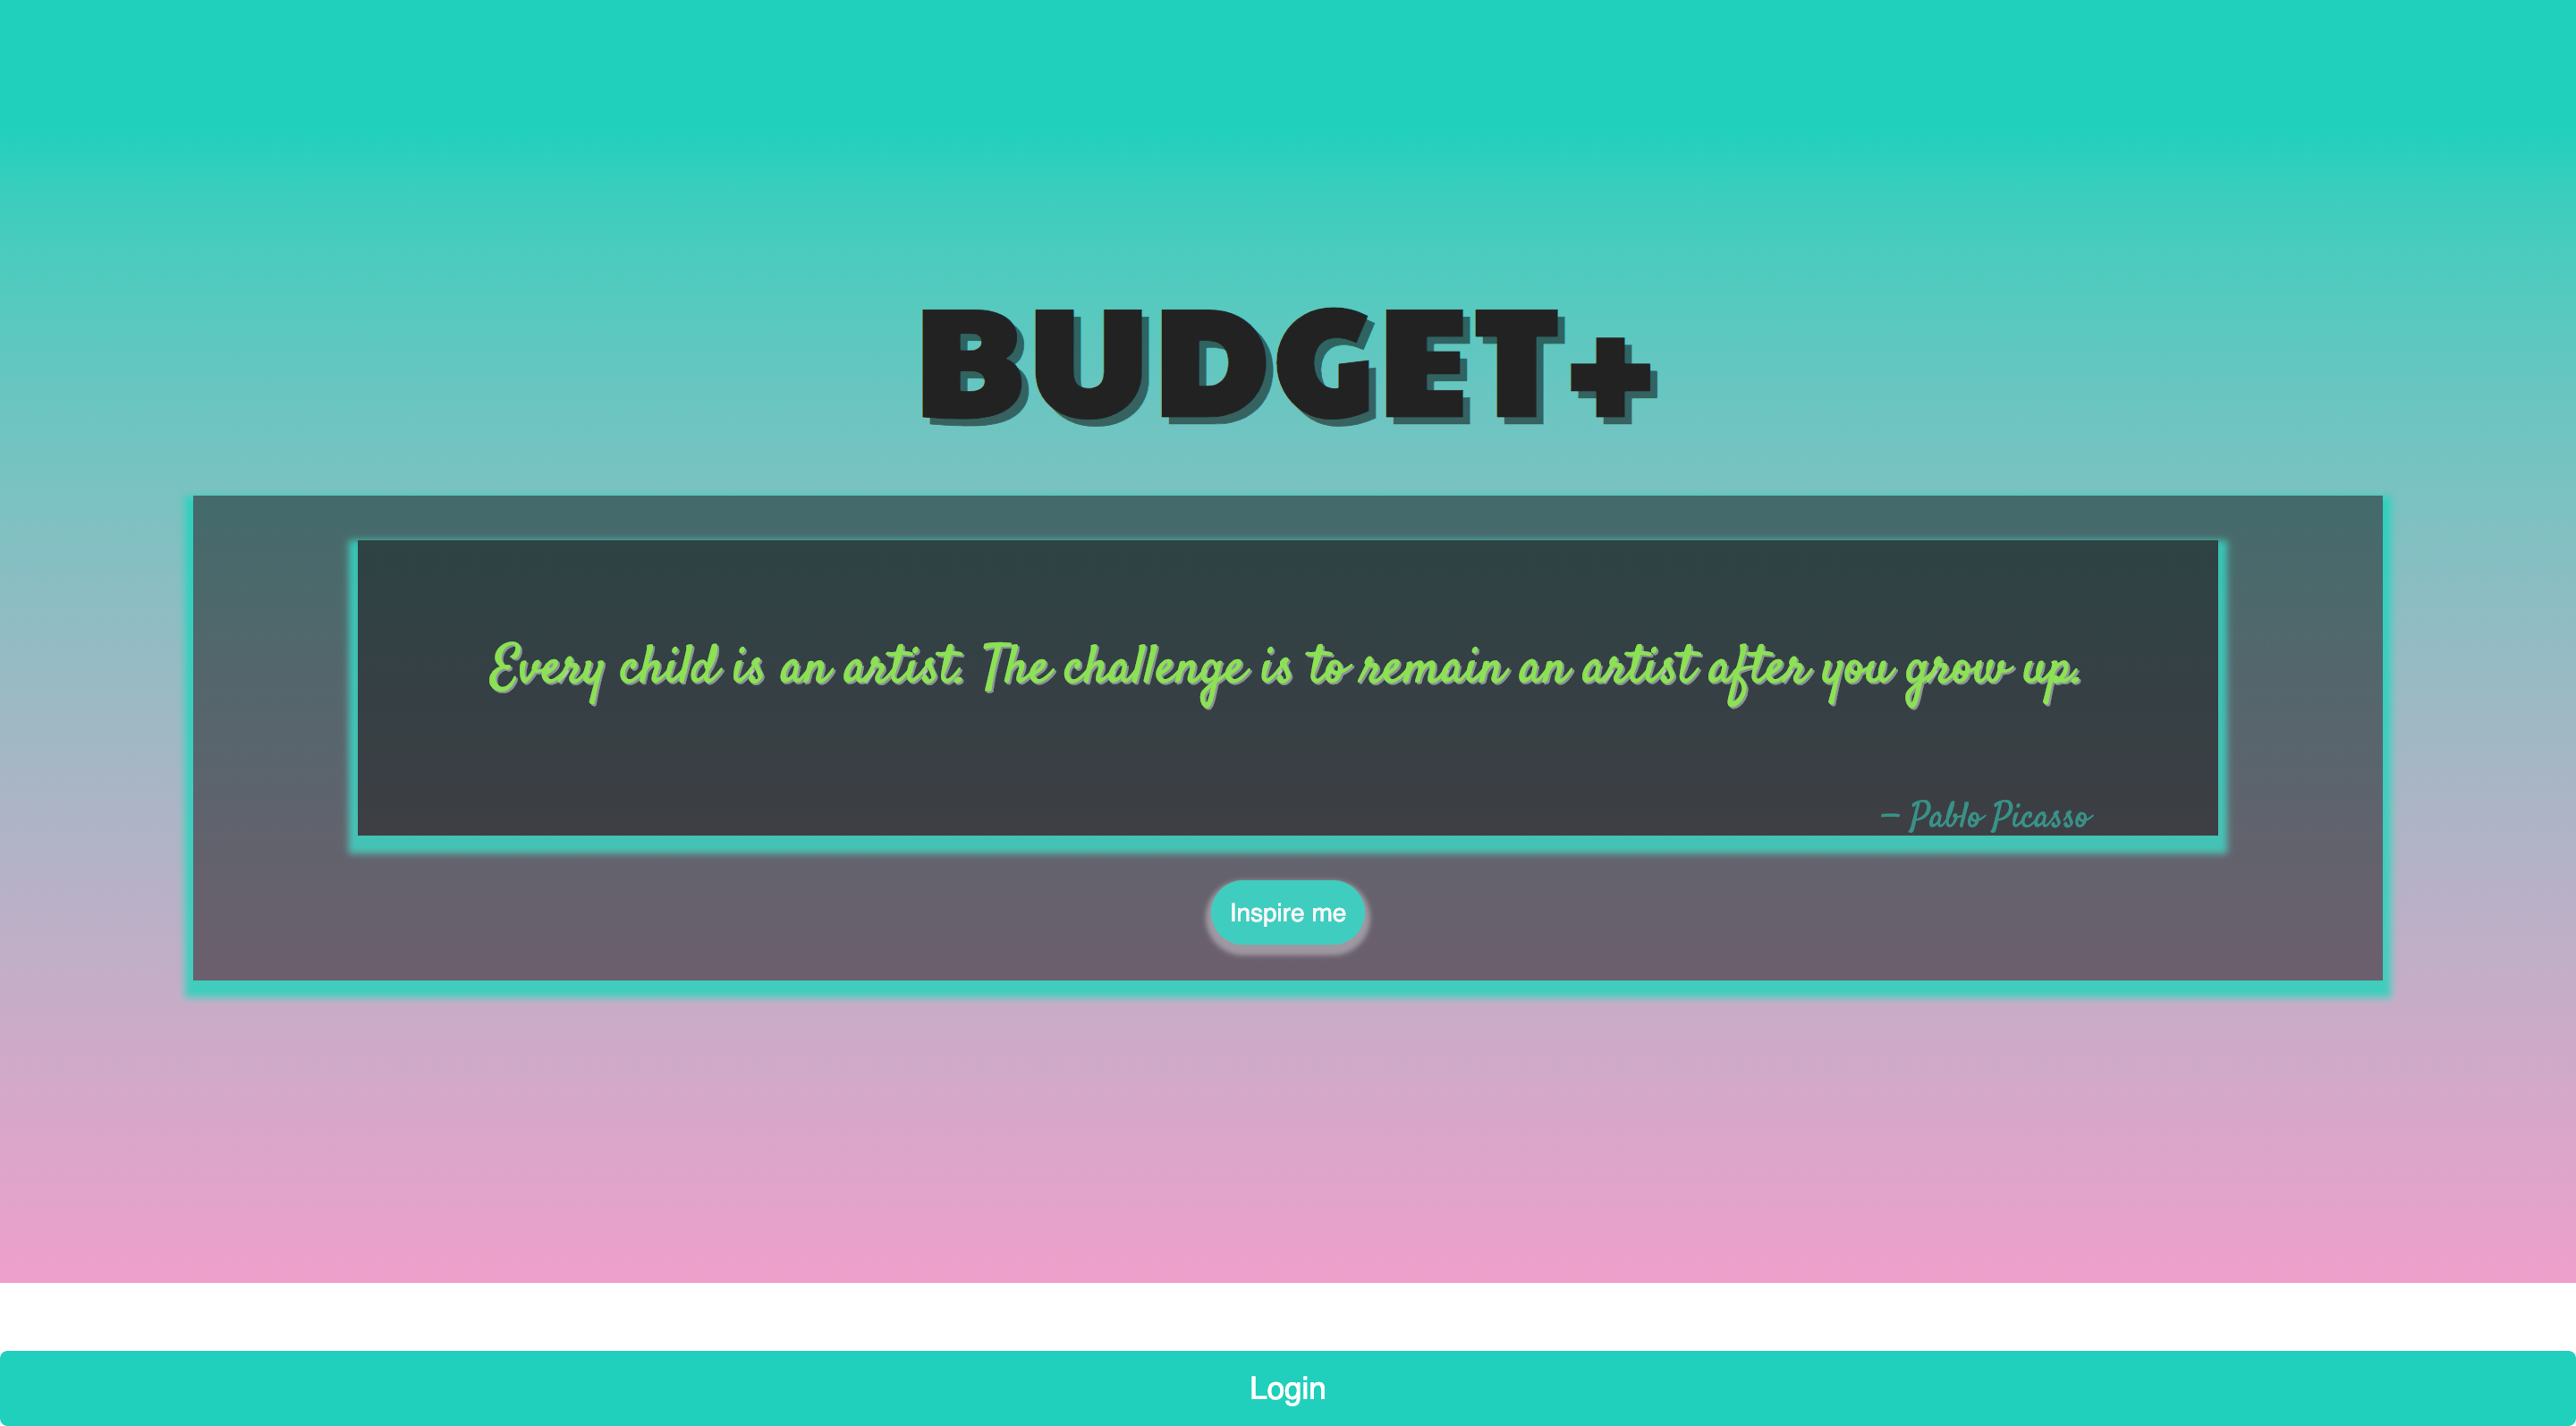 BUDGET+
Every child is an artist. The challenge is to remain an artist after you grow up.
– Pablo Picasso
Inspire me
Login